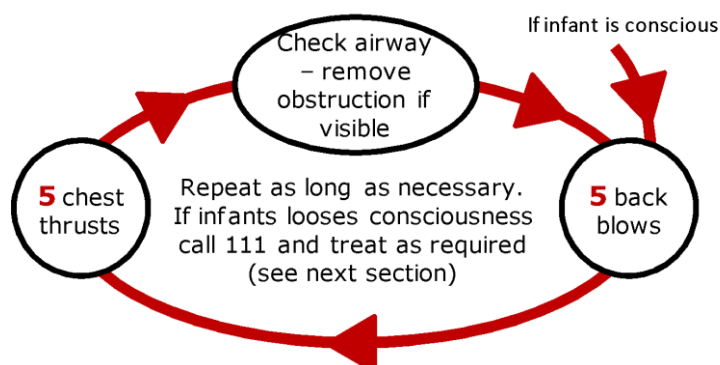 If infant is conscious
Check airway
– remove
obstruction if
visible
5 chest
thrusts
Repeat as long as necessary.
If infants looses consciousness
call 111 and treat as required
(see next section)
5 back
blows